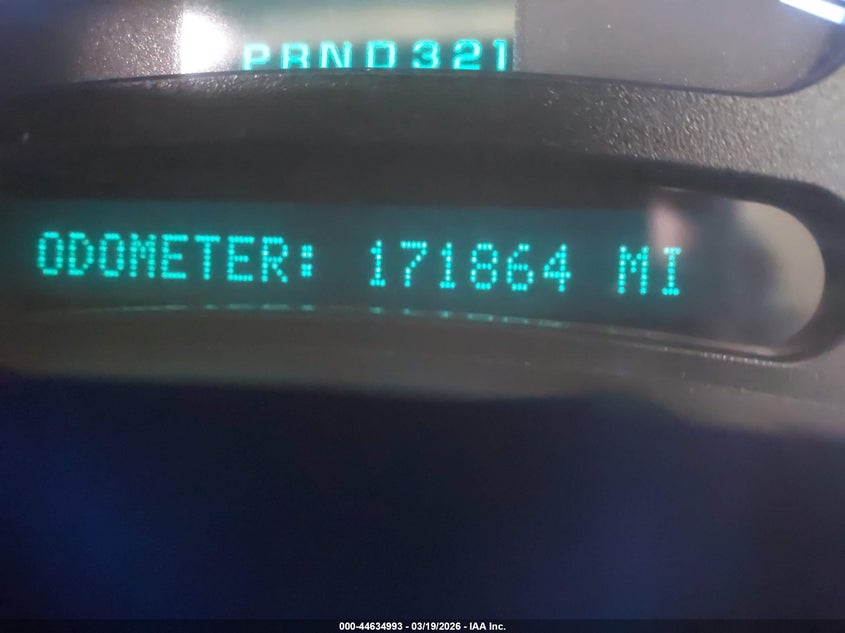 PRND321
ODOMETER: 171864 MI
000-44634993 - 03/19/2026 - IAA Inc.